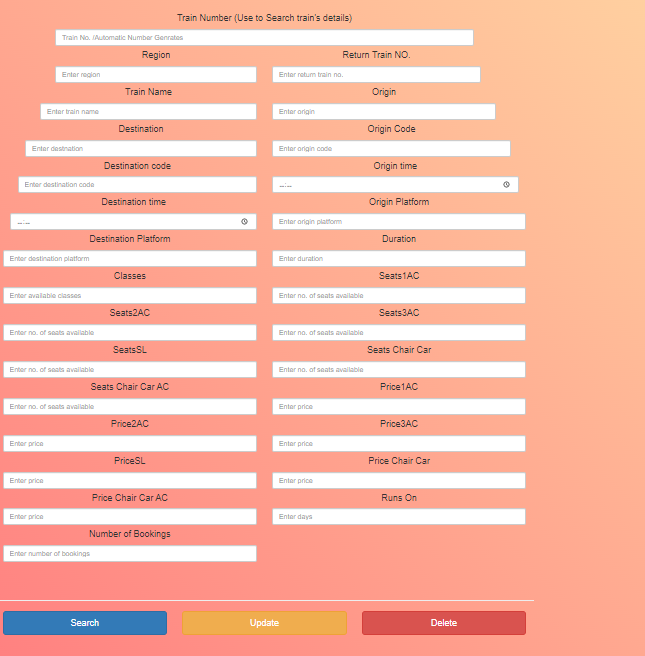 Train Number (Use to Search train's details)
Train No. /Automatic Number Genrates
Region Return Train NO.
Enter region Enter return train no.
Train Name Origin
Enter train name Enter origin
Destination Origin Code
Enter destnation Enter origin code
Destination code Origin time
Enter destination code --:--
Destination time Origin Platform
--:-- Enter origin platform
Destination Platform Duration
Enter destination platform Enter duration
Classes Seats1AC
Enter available classes Enter no. of seats available
Seats2AC Seats3AC
Enter no. of seats available Enter no. of seats available
SeatsSL Seats Chair Car
Enter no. of seats available Enter no. of seats available
Seats Chair Car AC Price1AC
Enter no. of seats available Enter price
Price2AC Price3AC
Enter price Enter price
PriceSL Price Chair Car
Enter price Enter price
Price Chair Car AC Runs On
Enter price Enter days
Number of Bookings
Enter number of bookings
Search Update Delete